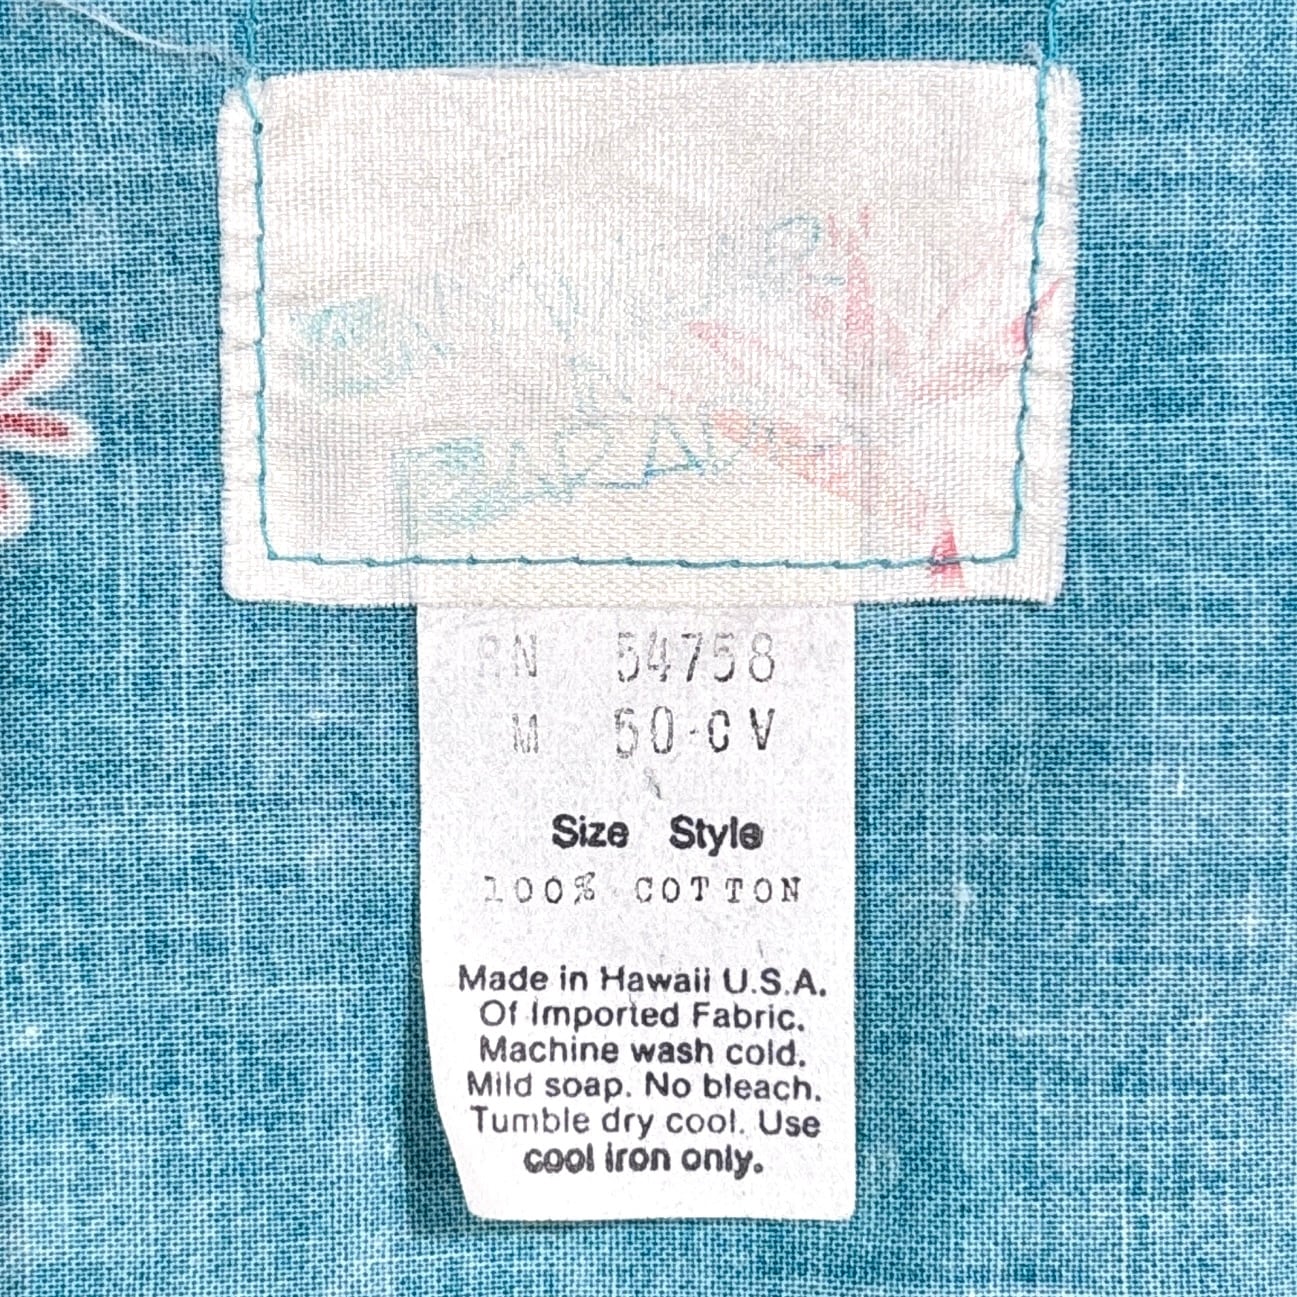 RN 54758
M 50-CV
Size Style
100% COTTON
Made in Hawaii U.S.A.
Of Imported Fabric.
Machine wash cold.
Mild soap. No bleach.
Tumble dry cool. Use
cool iron only.